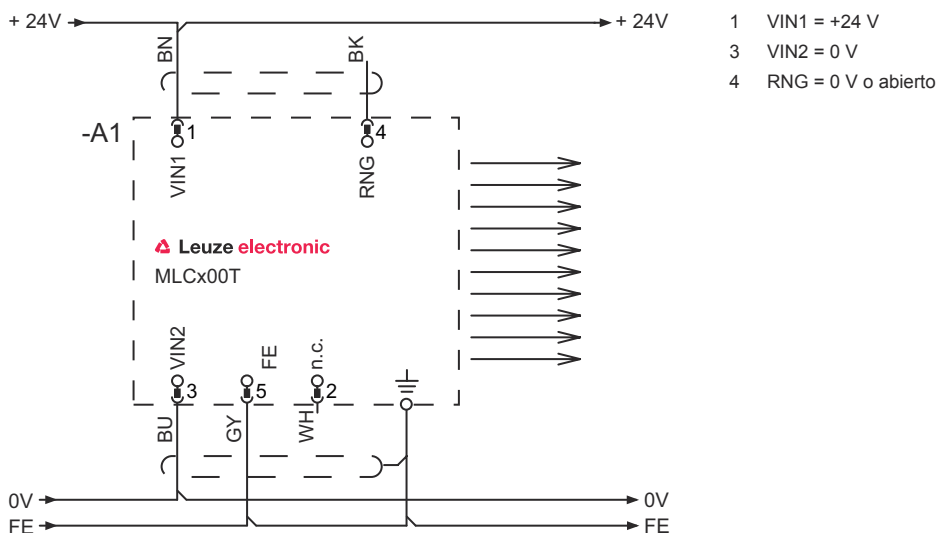 + 24V
+ 24V
1 VIN1 = +24 V
3 VIN2 = 0 V
4 RNG = 0 V o abierto
BN
BK
-A1
1
4
VIN1
RNG
Leuze electronic
MLCx00T
VIN2
FE
n.c.
3
5
2
BU
GY
WH
0V
0V
FE
FE